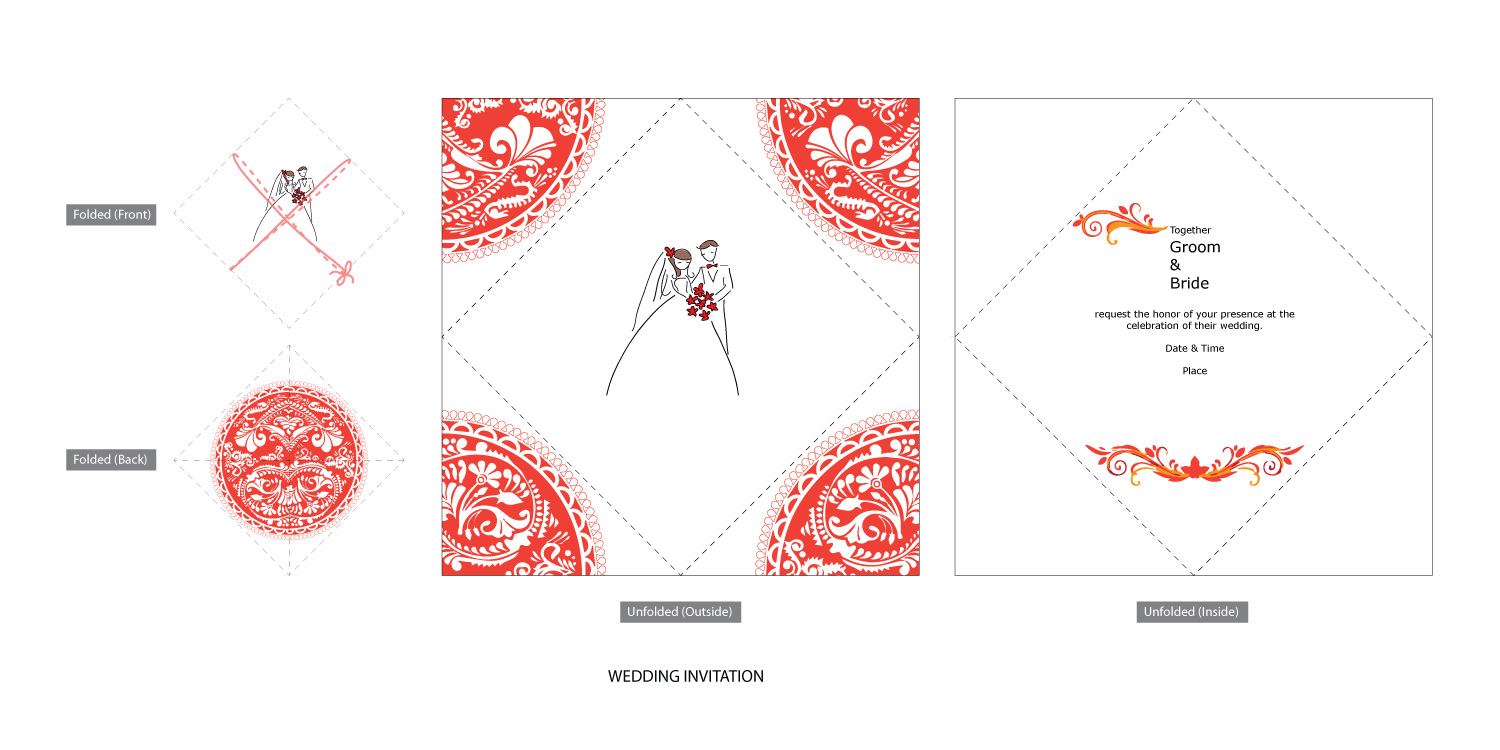 Folded (Front)
Folded (Back)
Together
Groom
&
Bride
request the honor of your presence at the
celebration of their wedding.
Date & Time
Place
Unfolded (Outside)
Unfolded (Inside)
WEDDING INVITATION